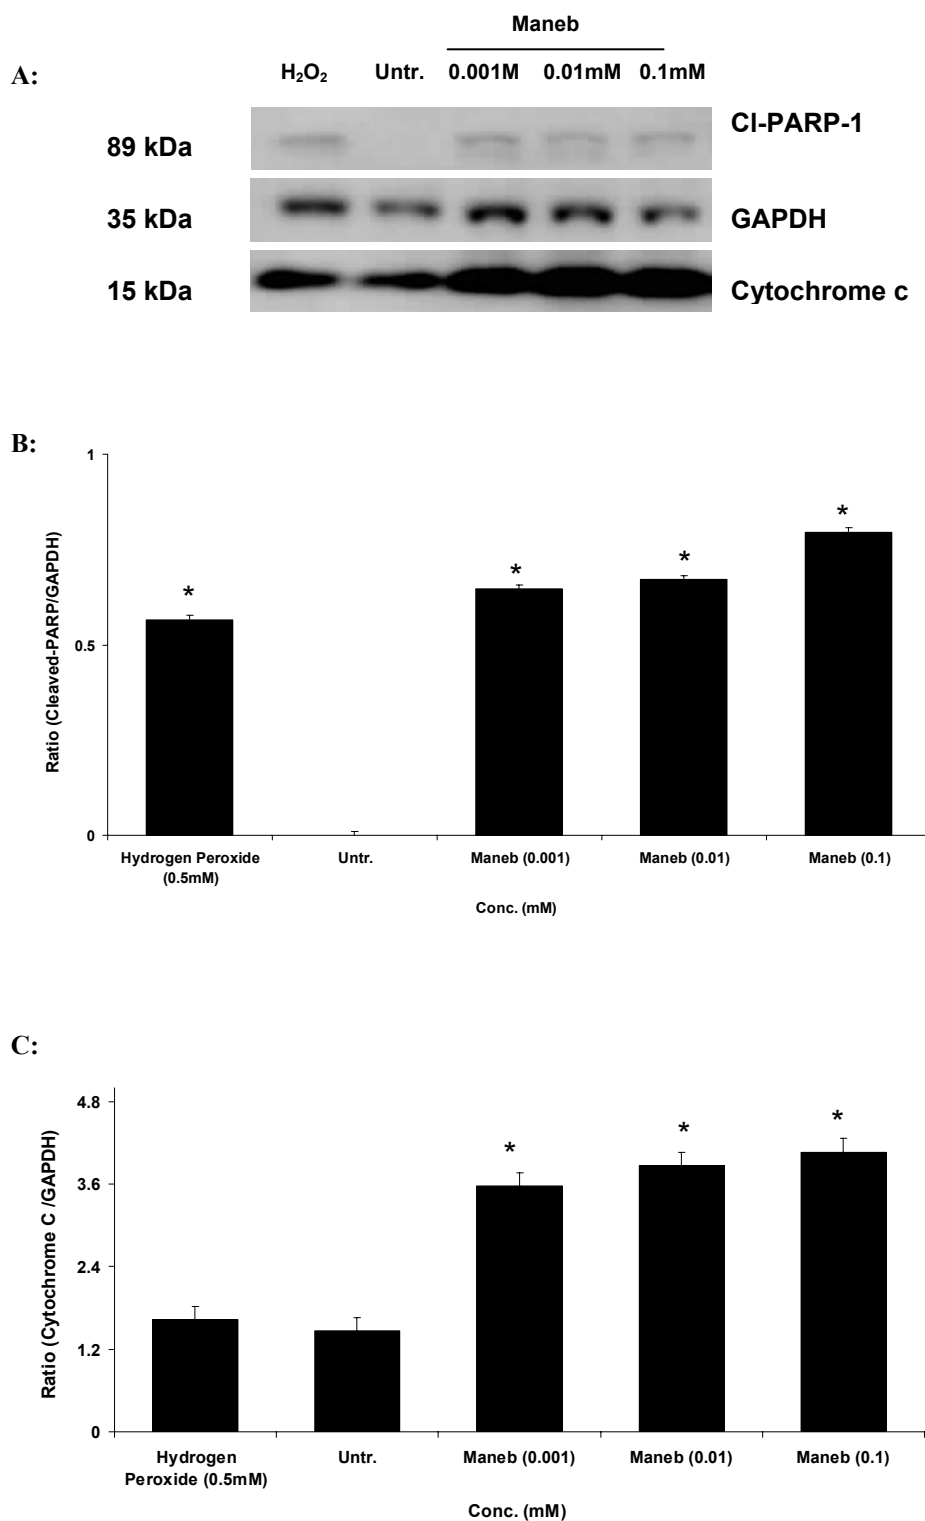 Maneb
A:
H₂O₂ Untr. 0.001M 0.01mM 0.1mM
89 kDa
Cl-PARP-1
35 kDa
GAPDH
15 kDa
Cytochrome c
B:
Ratio (Cleaved-PARP/GAPDH)
1
0.5
0
*
*
*
*
Hydrogen Peroxide
(0.5mM)
Untr.
Maneb (0.001)
Maneb (0.01)
Maneb (0.1)
Conc. (mM)
C:
Ratio (Cytochrome C /GAPDH)
4.8
3.6
2.4
1.2
0
*
*
*
Hydrogen
Peroxide (0.5mM)
Untr.
Maneb (0.001)
Maneb (0.01)
Maneb (0.1)
Conc. (mM)